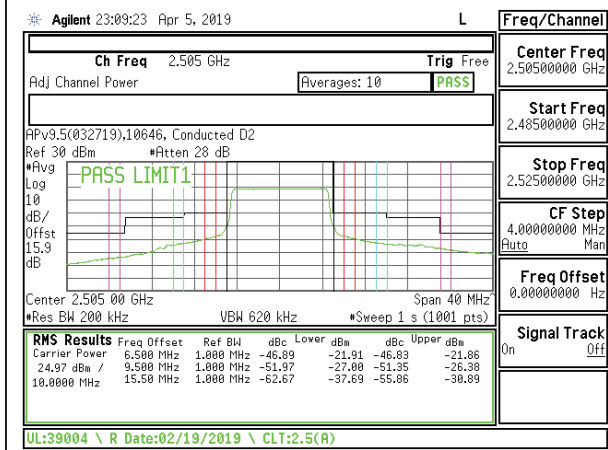 Agilent 23:09:23 Apr 5, 2019 L Freq/Channel
Ch Freq 2.505 GHz Trig Free
Adj Channel Power Averages: 10 PASS
APv9.5(032719),10646, Conducted D2
Ref 30 dBm #Atten 28 dB
#Avg
Log
10
dB/
Offst
15.9
dB
PASS LIMIT1
Center 2.505 00 GHz Span 40 MHz^
#Res BW 200 kHz VBW 620 kHz #Sweep 1 s (1001 pts)
RMS Results Freq Offset Ref BW dBc Lower dBm dBc Upper dBm
Carrier Power 6.500 MHz 1.000 MHz -46.89 -21.91 -46.83 -21.86
24.97 dBm / 9.500 MHz 1.000 MHz -51.97 -27.00 -51.35 -26.38
10.0000 MHz 15.50 MHz 1.000 MHz -62.67 -37.69 -55.86 -30.89
UL:39004 \ R Date:02/19/2019 \ CLT:2.5(A)
Center Freq
2.50500000 GHz
Start Freq
2.48500000 GHz
Stop Freq
2.52500000 GHz
CF Step
4.00000000 MHz
Auto Man
Freq Offset
0.00000000 Hz
Signal Track
On Off